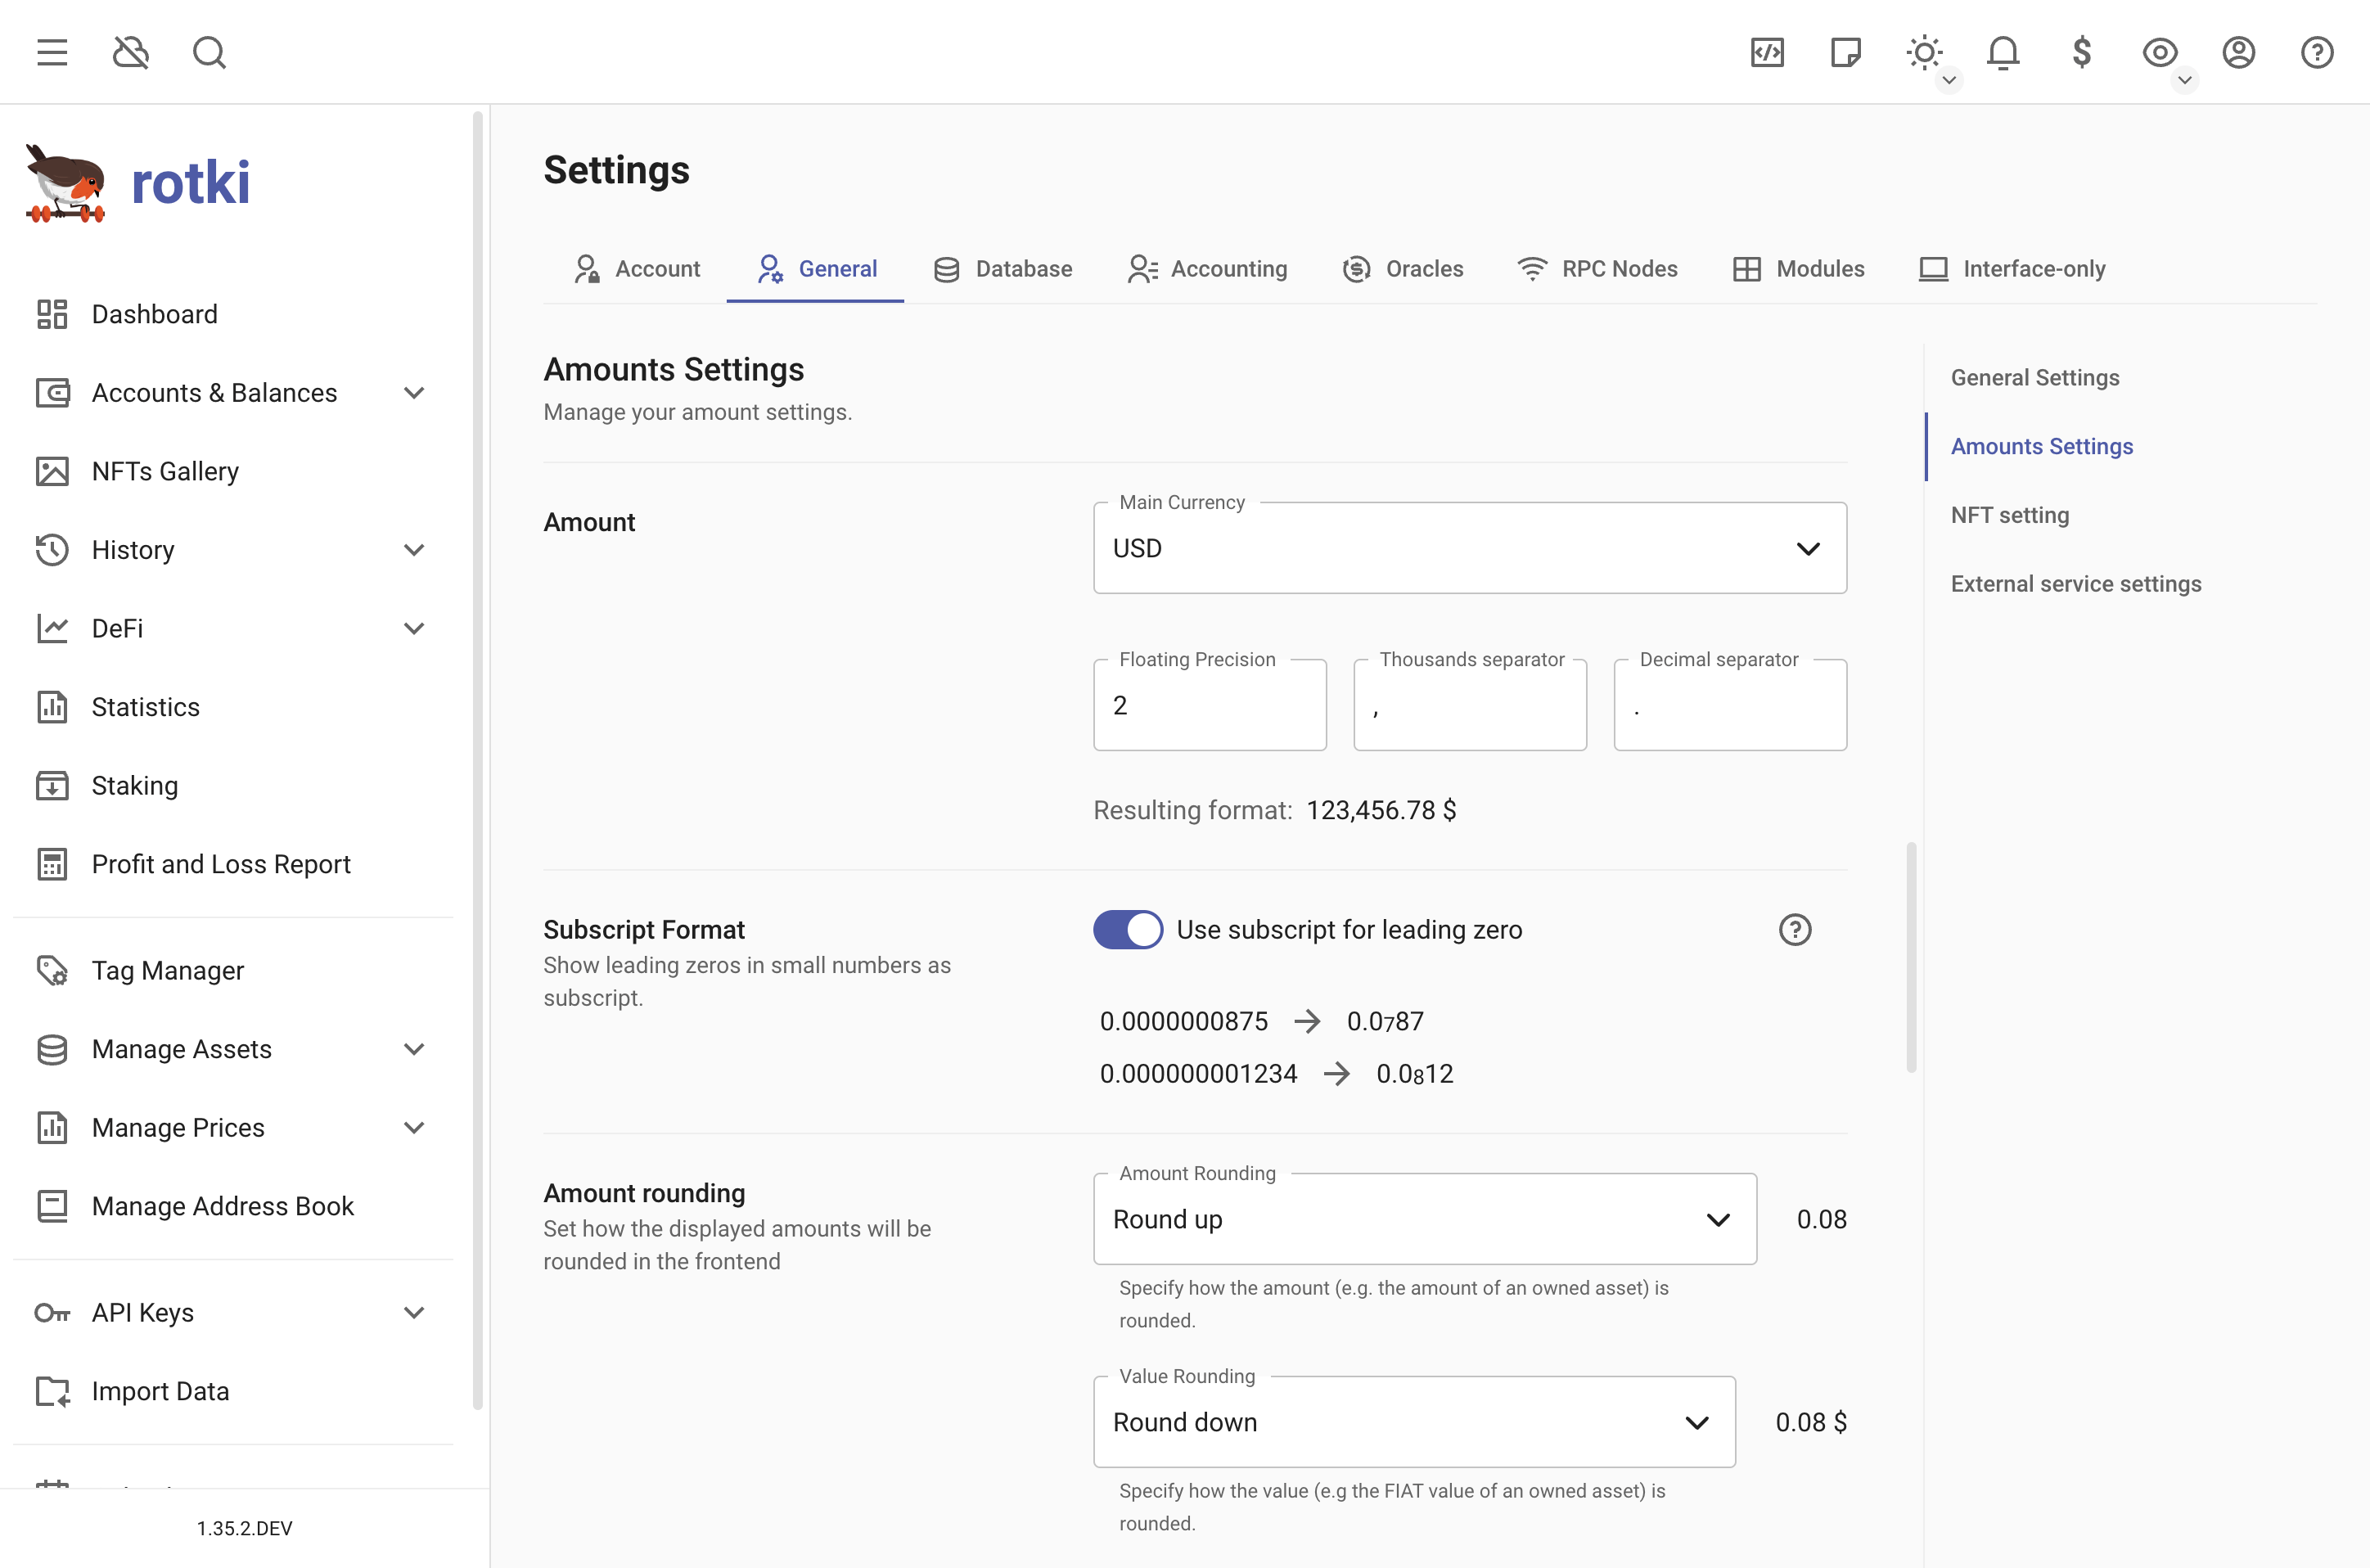 rotki
Dashboard
Accounts & Balances
NFTs Gallery
History
DeFi
Statistics
Staking
Profit and Loss Report
Tag Manager
Manage Assets
Manage Prices
Manage Address Book
API Keys
Import Data
1.35.2.DEV
Settings
Account
General
Database
Accounting
Oracles
RPC Nodes
Modules
Interface-only
Amounts Settings
Manage your amount settings.
Amount
Main Currency
USD
Floating Precision
2
Thousands separator
,
Decimal separator
.
Resulting format: 123,456.78 $
Subscript Format
Show leading zeros in small numbers as
subscript.
Use subscript for leading zero
0.0000000875 → 0.0₇87
0.000000001234 → 0.0₈12
Amount rounding
Set how the displayed amounts will be
rounded in the frontend
Amount Rounding
Round up
0.08
Specify how the amount (e.g. the amount of an owned asset) is
rounded.
Value Rounding
Round down
0.08 $
Specify how the value (e.g the FIAT value of an owned asset) is
rounded.
General Settings
Amounts Settings
NFT setting
External service settings